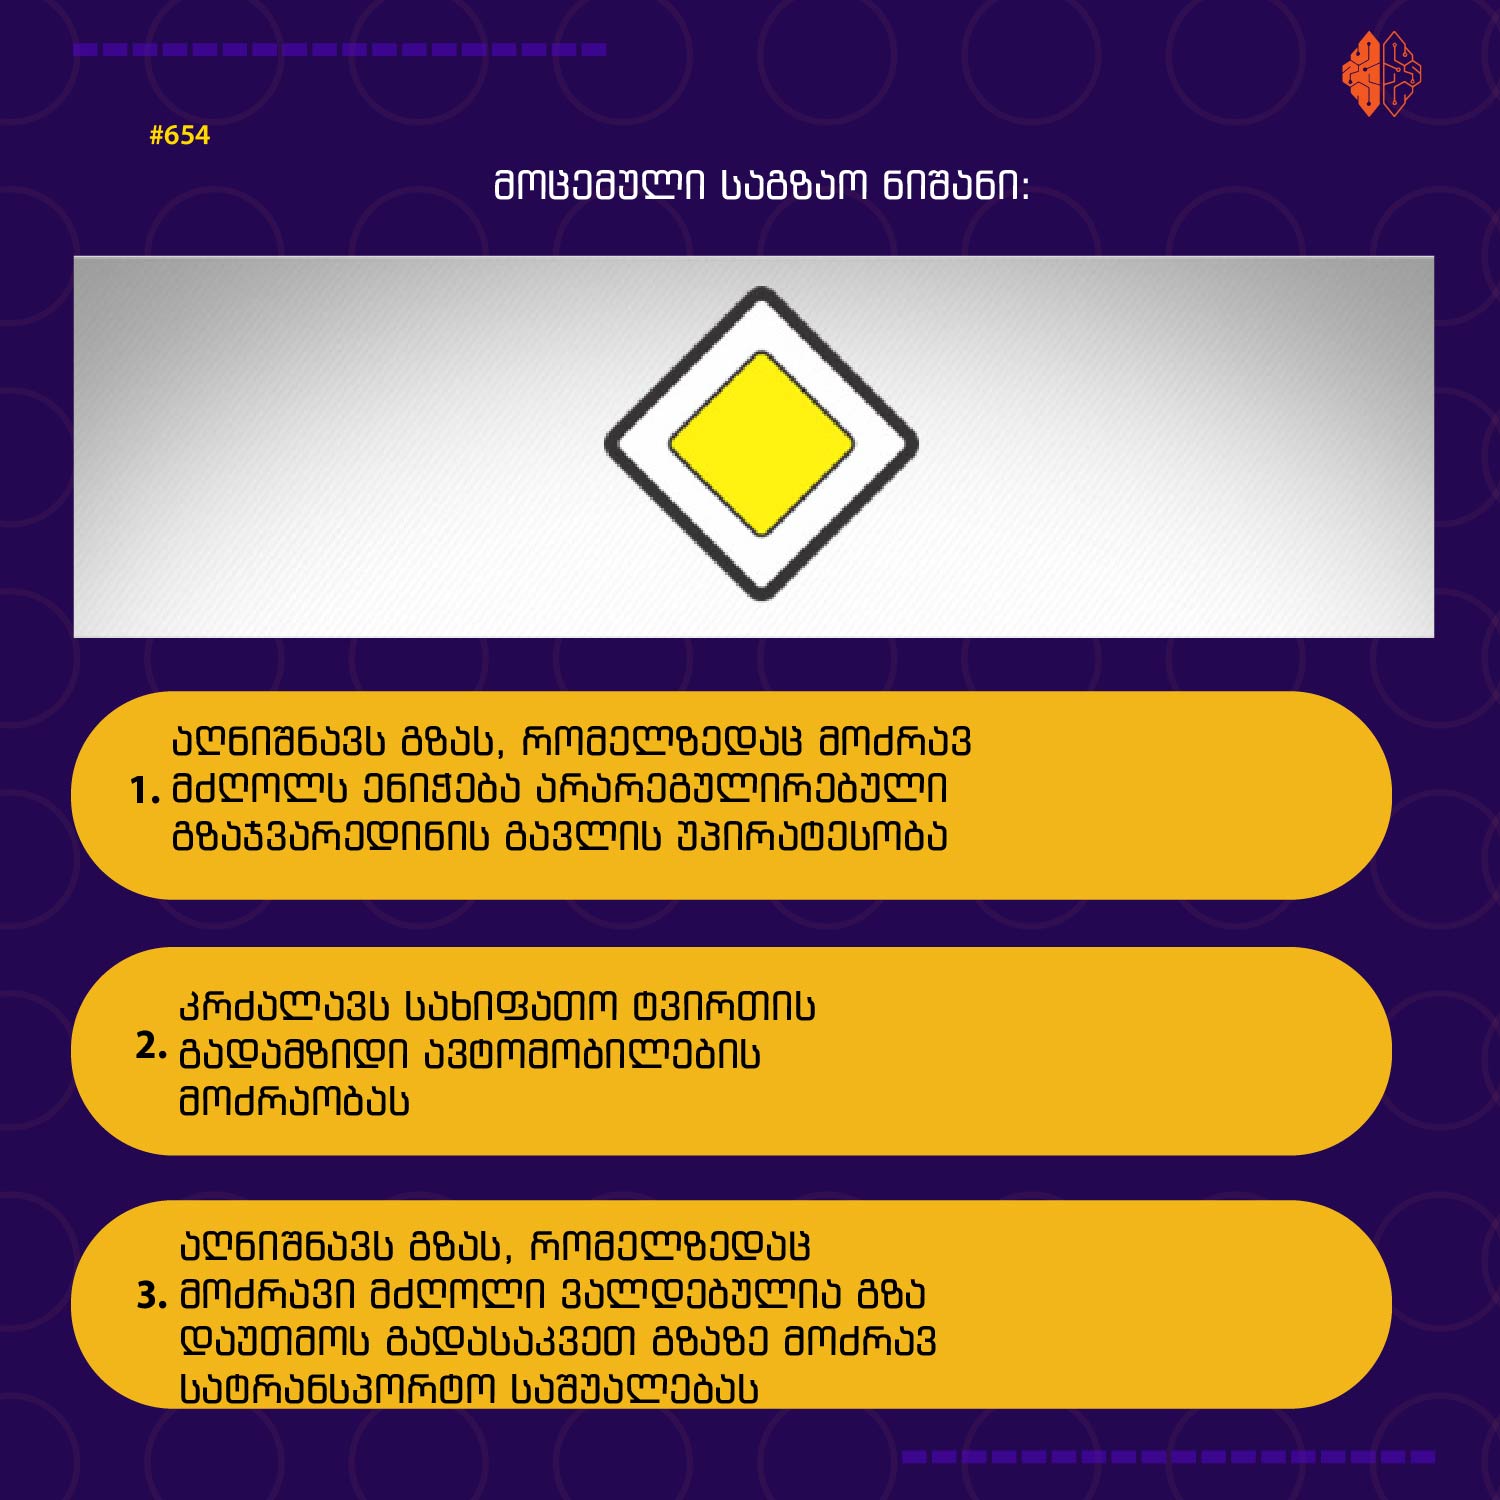 #654
მოცემული საგზაო ნიშანი:
აღნიშნავს გზას, რომელზედაც მოძრავ
1. მძღოლს ენიჭება არარეგულირებული
გზაჯვარედინის გავლის უპირატესობა
კრძალავს სახიფათო ტვირთის
2. გადამზიდი ავტომობილების
მოძრაობას
აღნიშნავს გზას, რომელზედაც
3. მოძრავი მძღოლი ვალდებულია გზა
დაუთმოს გადასაკვეთ გზაზე მოძრავ
სატრანსპორტო საშუალებას